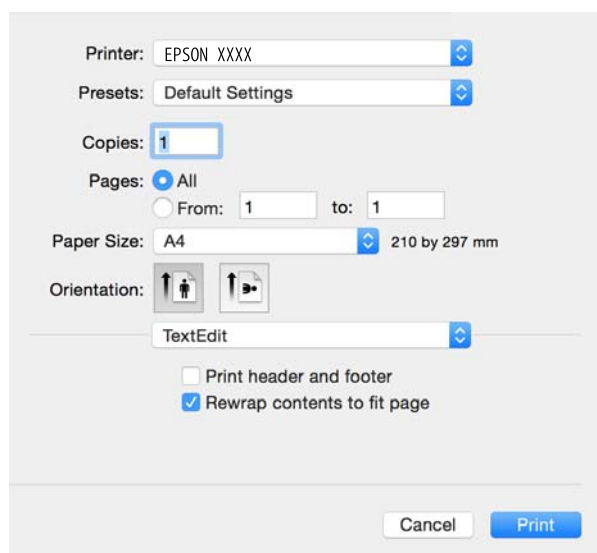 Printer: EPSON XXXX
Presets: Default Settings
Copies: 1
Pages: All
From: 1 to: 1
Paper Size: A4 210 by 297 mm
Orientation:
TextEdit
Print header and footer
Rewrap contents to fit page
Cancel Print